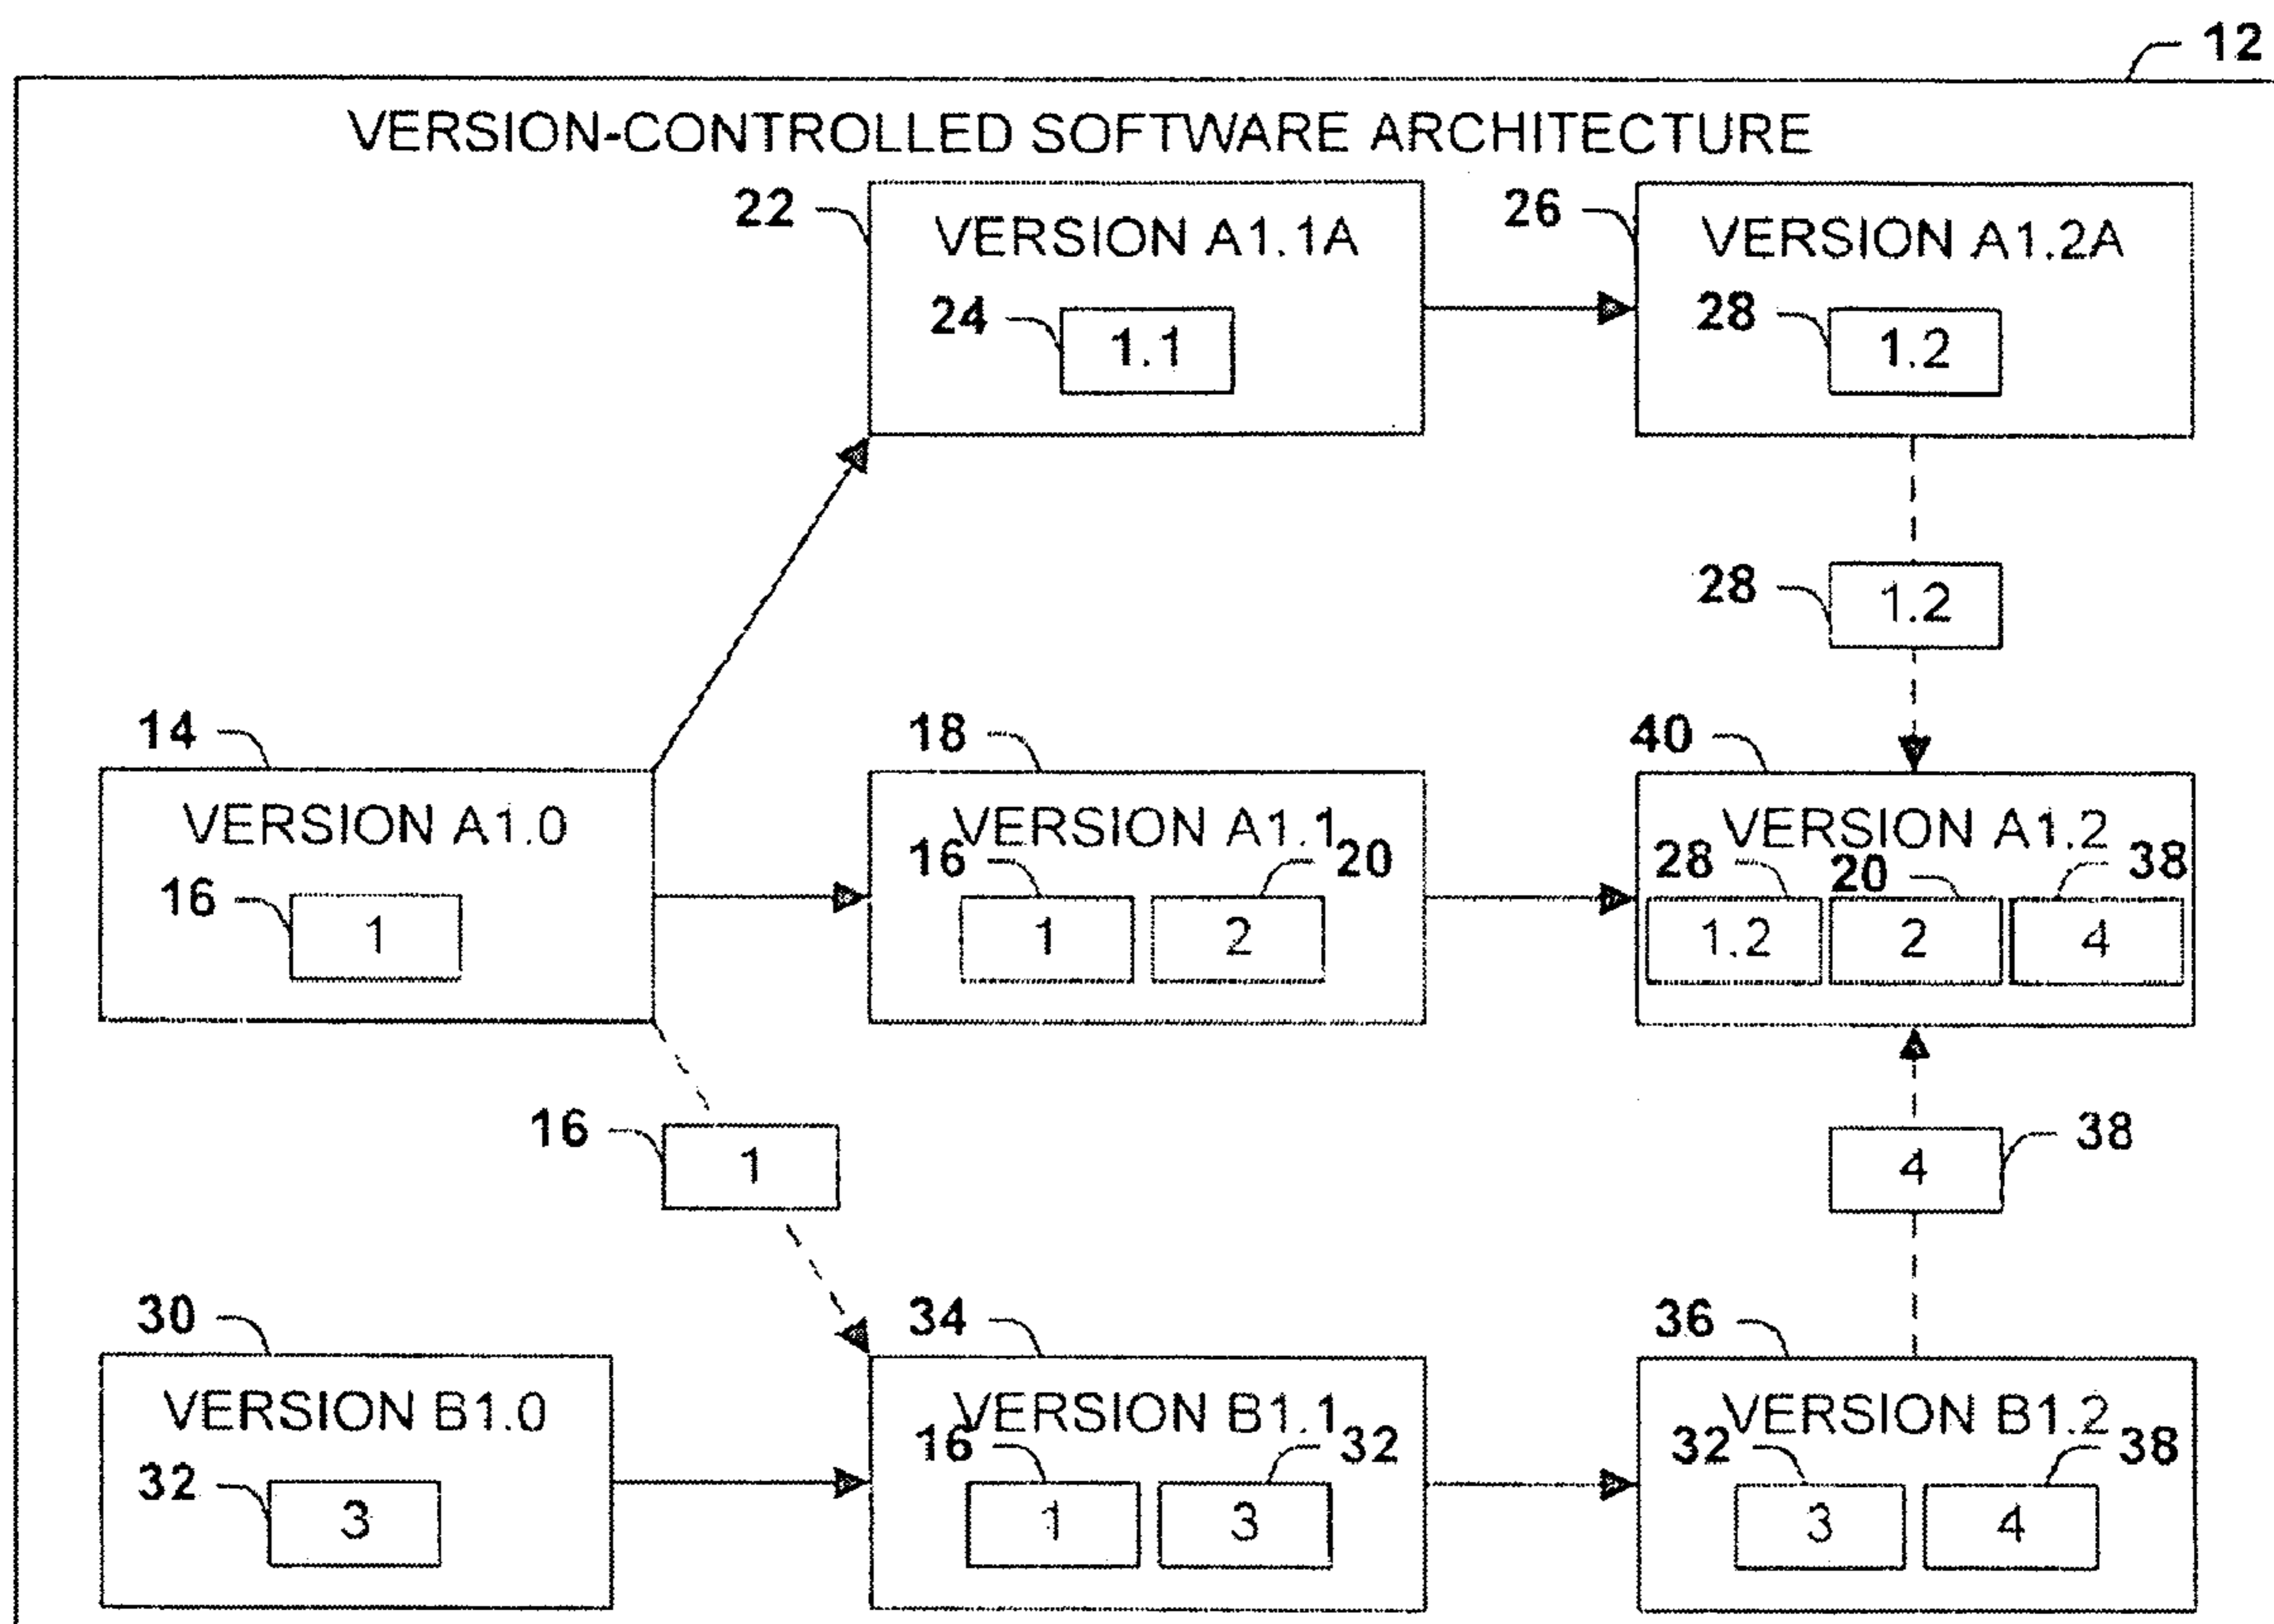 12
VERSION-CONTROLLED SOFTWARE ARCHITECTURE
22 VERSION A1.1A 26 VERSION A1.2A
24 1.1 28 1.2
28 1.2
14 18 40
VERSION A1.0 VERSION A1.1 VERSION A1.2
16 20 28 20 38
16 1 1 2 1.2 2 4
16 1 4 38
30 34 36
VERSION B1.0 VERSION B1.1 VERSION B1.2
32 16 32 32 38
3 1 3 3 4